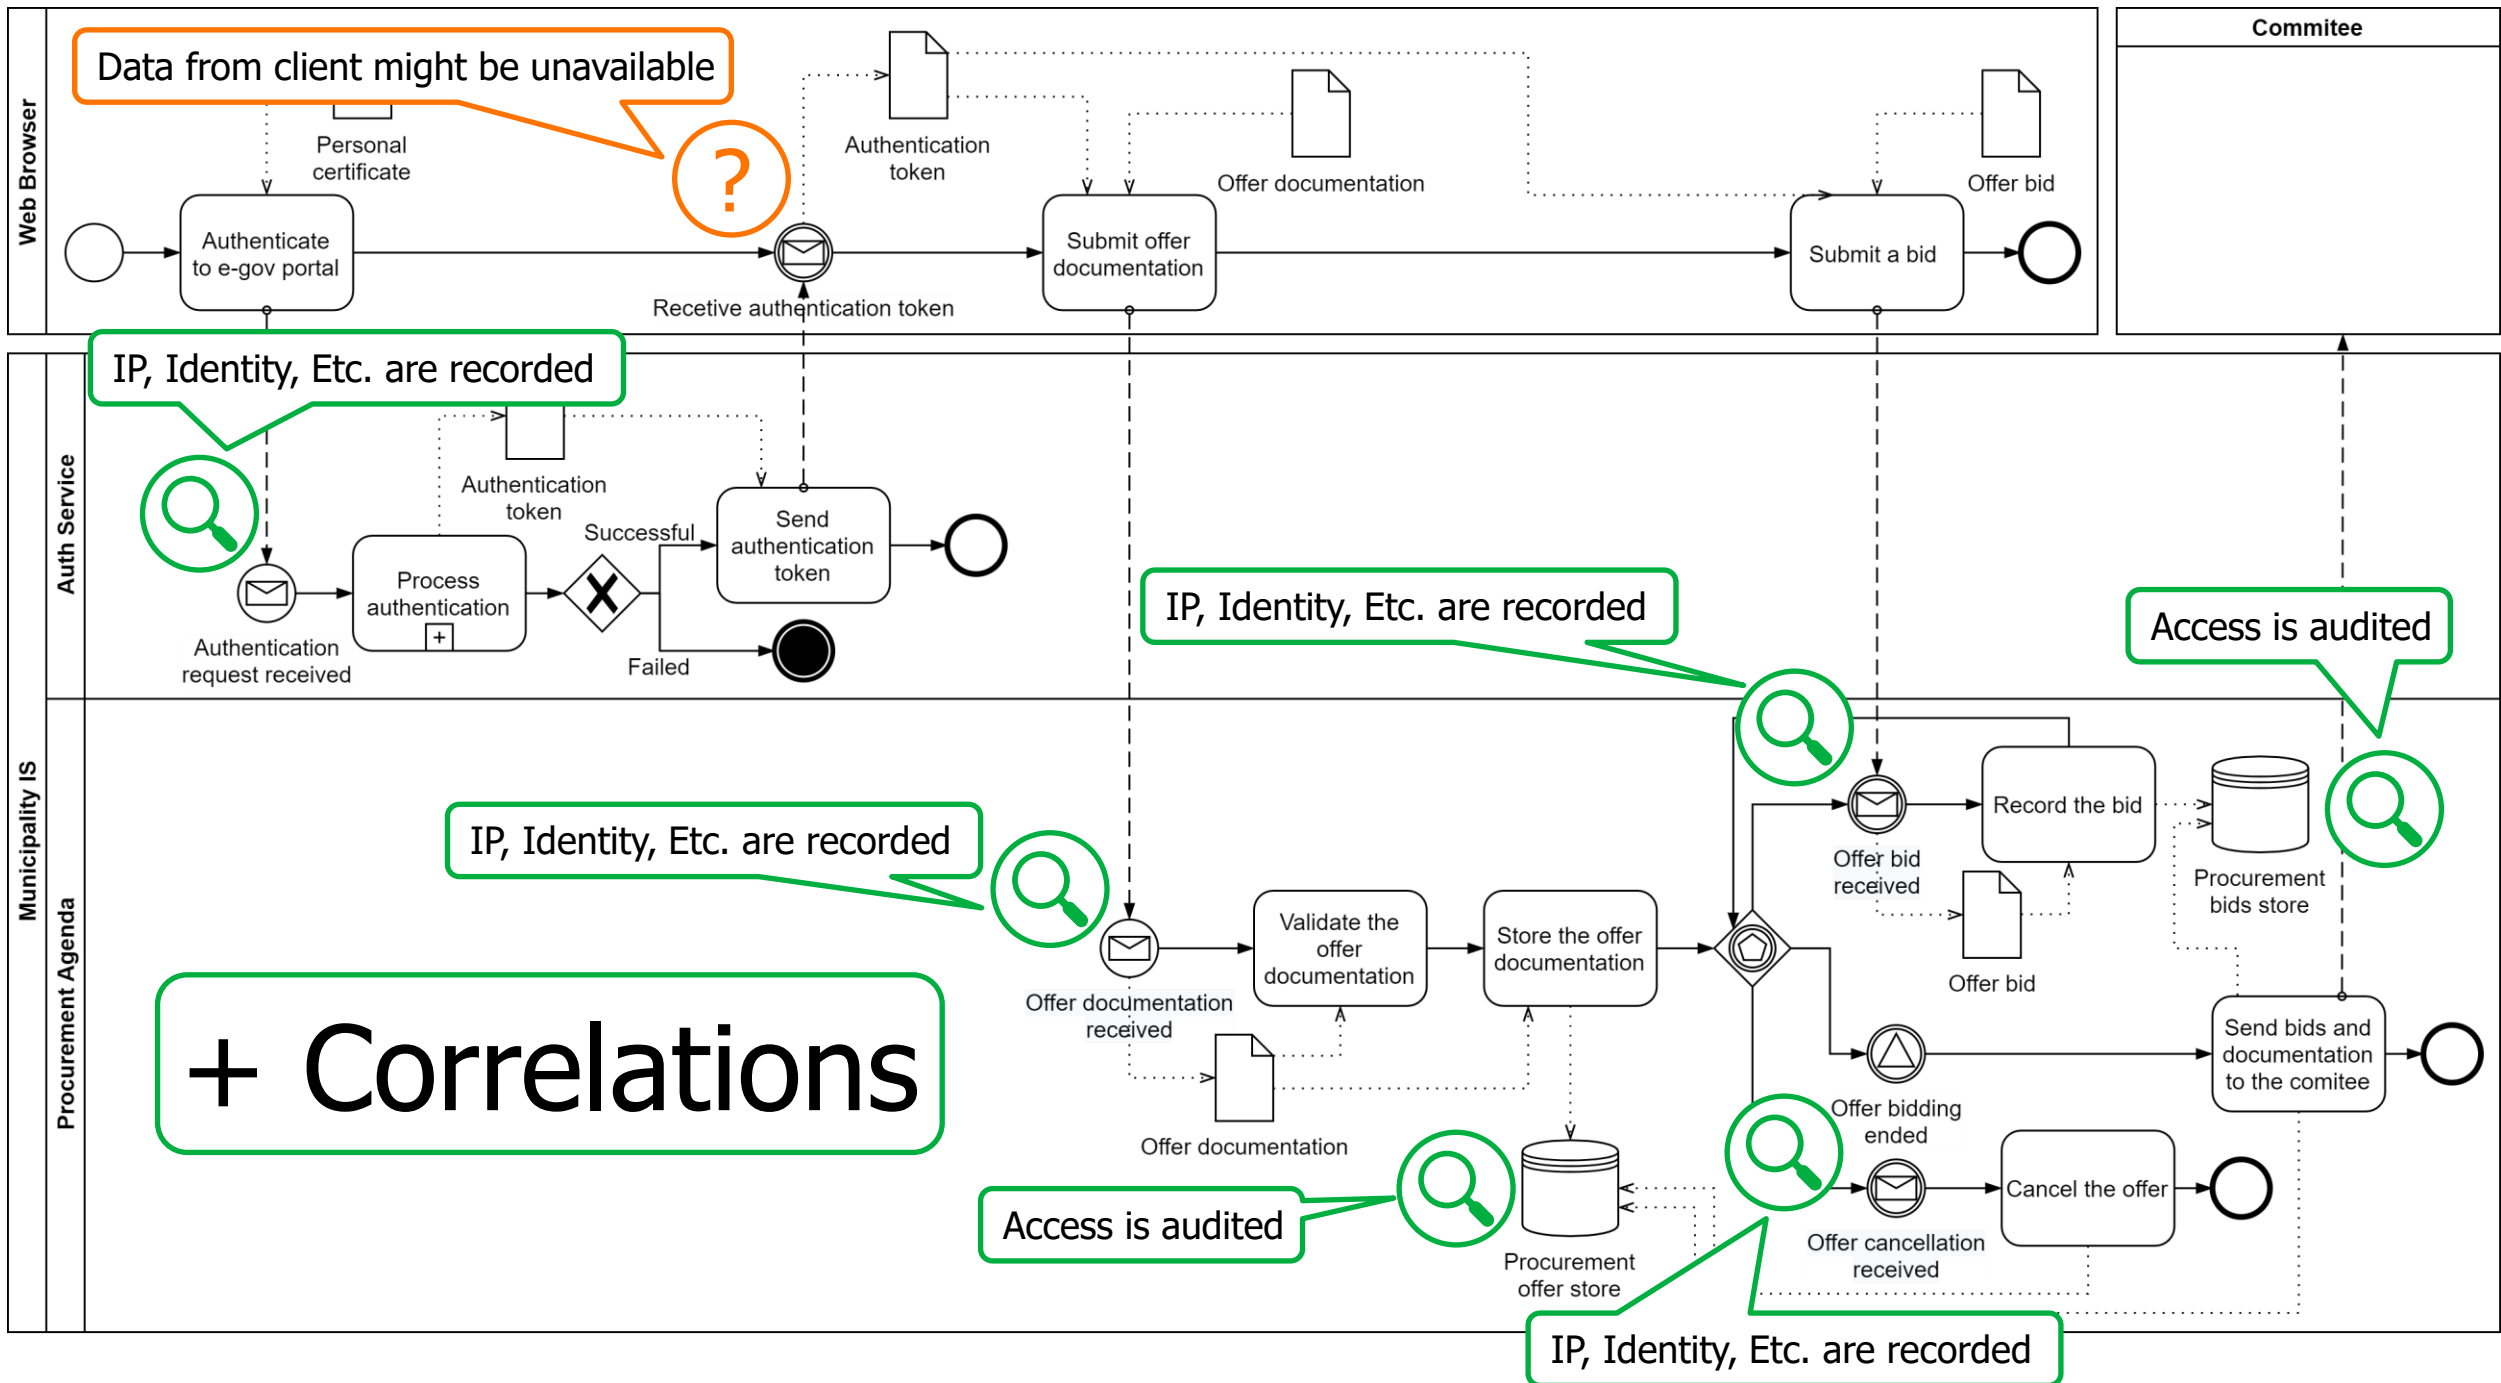 Commitee
Web Browser
Data from client might be unavailable
Personal
certificate
?
Authentication
token
Offer documentation
Offer bid
Authenticate
to e-gov portal
Recetive authentication token
Submit offer
documentation
Submit a bid
Municipality IS
Auth Service
IP, Identity, Etc. are recorded
Authentication
token
Authentication
request received
Process
authentication
+
Successful
Failed
Send
authentication
token
IP, Identity, Etc. are recorded
Access is audited
Procurement Agenda
IP, Identity, Etc. are recorded
+ Correlations
Offer documentation
received
Validate the
offer
documentation
Store the offer
documentation
Offer documentation
Access is audited
Procurement
offer store
Offer bid
received
Record the bid
Procurement
bids store
Offer bid
Offer bidding
ended
Send bids and
documentation
to the comitee
Cancel the offer
Offer cancellation
received
IP, Identity, Etc. are recorded